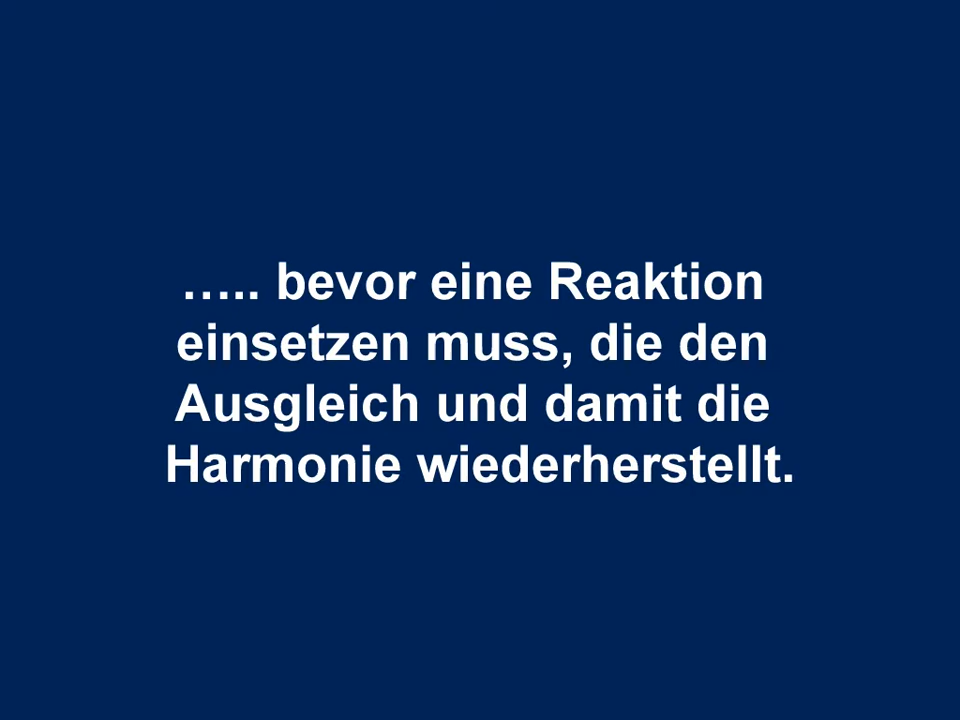 ….. bevor eine Reaktion
einsetzen muss, die den
Ausgleich und damit die
Harmonie wiederherstellt.